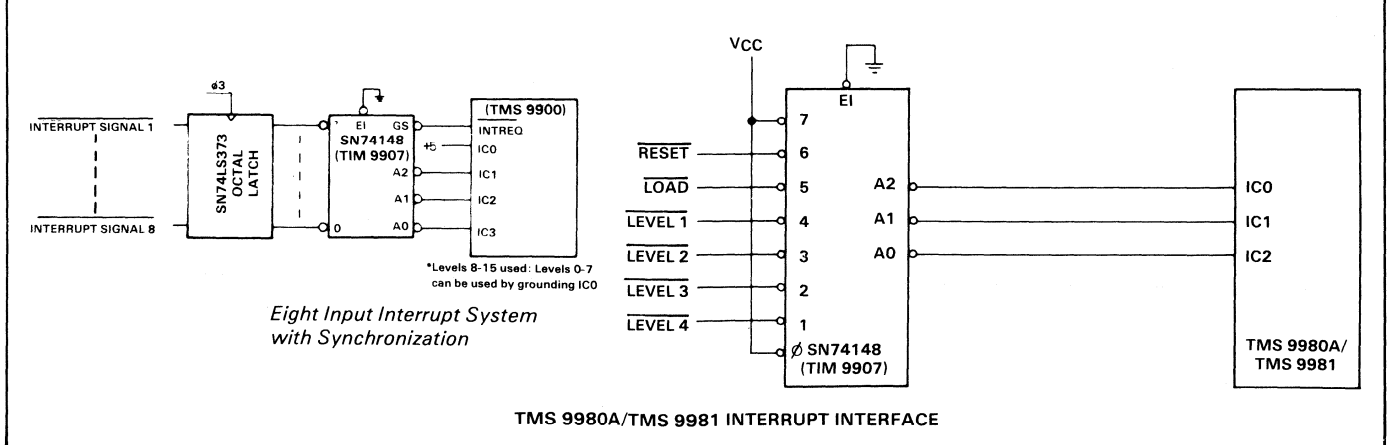 ø3
INTERRUPT SIGNAL 1
INTERRUPT SIGNAL 8
SN74LS373
OCTAL
LATCH
EI
GS
SN74148
(TIM 9907)
A2
A1
A0
0
(TMS 9900)
INTREQ
+5
IC0
IC1
IC2
IC3
*Levels 8-15 used: Levels 0-7
can be used by grounding IC0
Eight Input Interrupt System
with Synchronization
VCC
EI
7
RESET
6
LOAD
5
LEVEL 1
4
LEVEL 2
3
LEVEL 3
2
LEVEL 4
1
Ø SN74148
(TIM 9907)
A2
A1
A0
IC0
IC1
IC2
TMS 9980A/
TMS 9981
TMS 9980A/TMS 9981 INTERRUPT INTERFACE